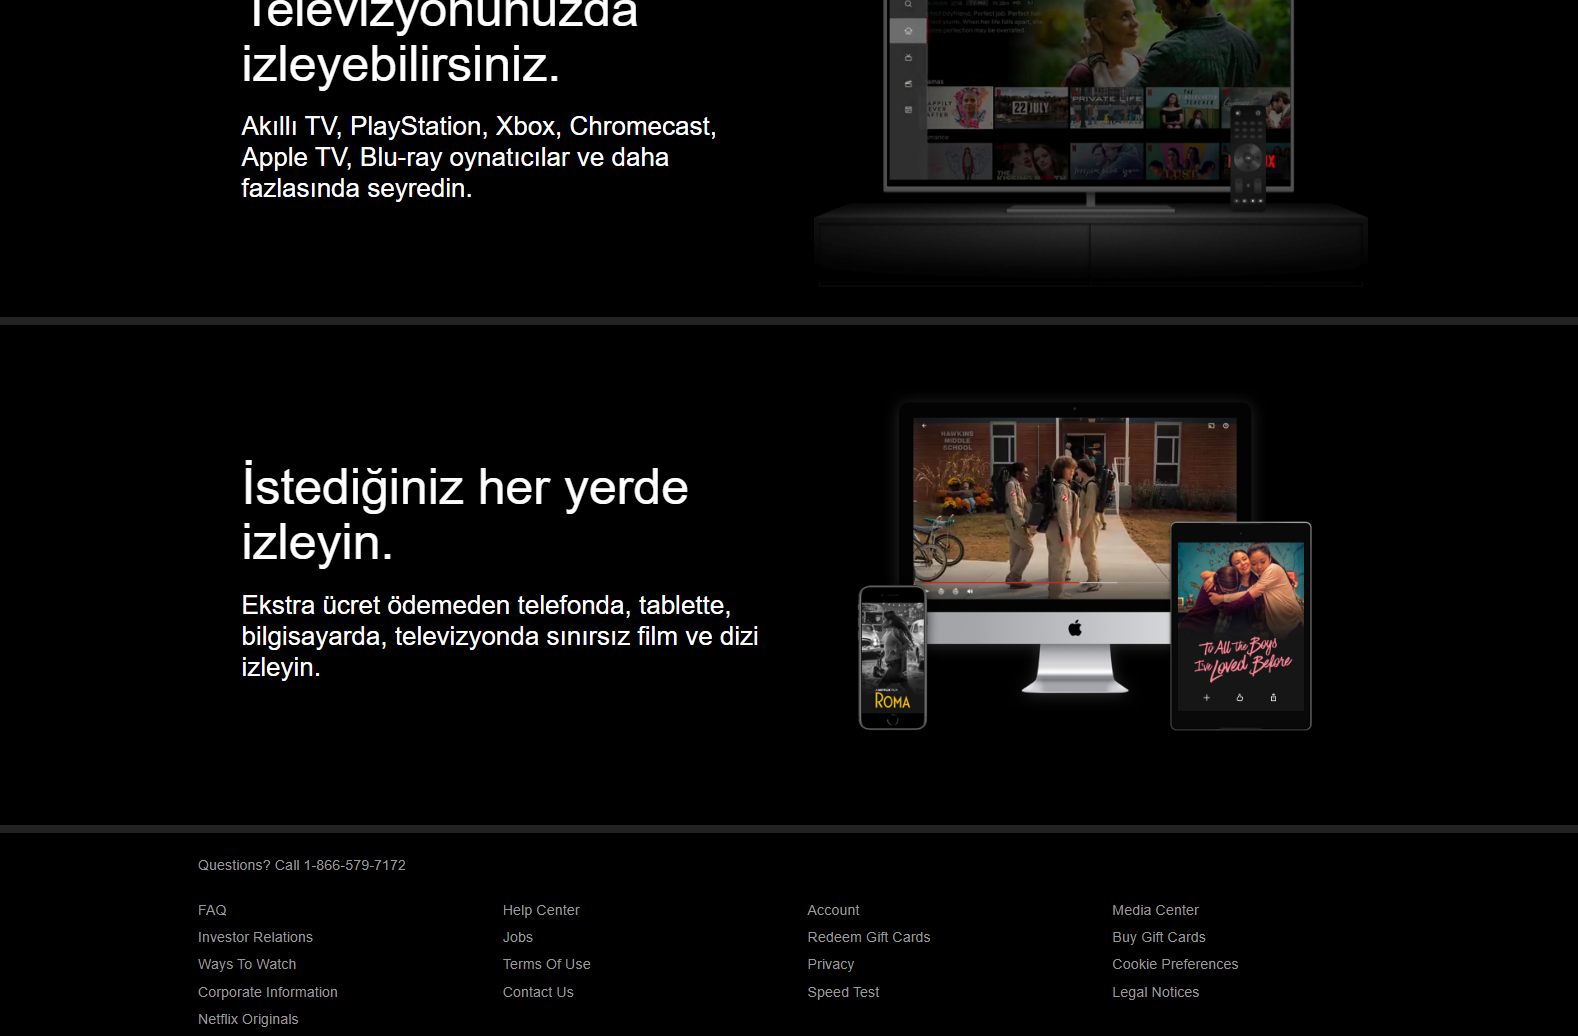 Televizyonunuzda
izleyebilirsiniz.
Akıllı TV, PlayStation, Xbox, Chromecast,
Apple TV, Blu-ray oynatıcılar ve daha
fazlasında seyredin.
22 JULY
PRIVATE LIFE
HAWKINS
MIDDLE
SCHOOL
İstediğiniz her yerde
izleyin.
Ekstra ücret ödemeden telefonda, tablette,
bilgisayarda, televizyonda sınırsız film ve dizi
izleyin.
To All The Boys
I've Loved Before
ROMA
Questions? Call 1-866-579-7172
FAQ
Help Center
Account
Media Center
Investor Relations
Jobs
Redeem Gift Cards
Buy Gift Cards
Ways To Watch
Terms Of Use
Privacy
Cookie Preferences
Corporate Information
Contact Us
Speed Test
Legal Notices
Netflix Originals